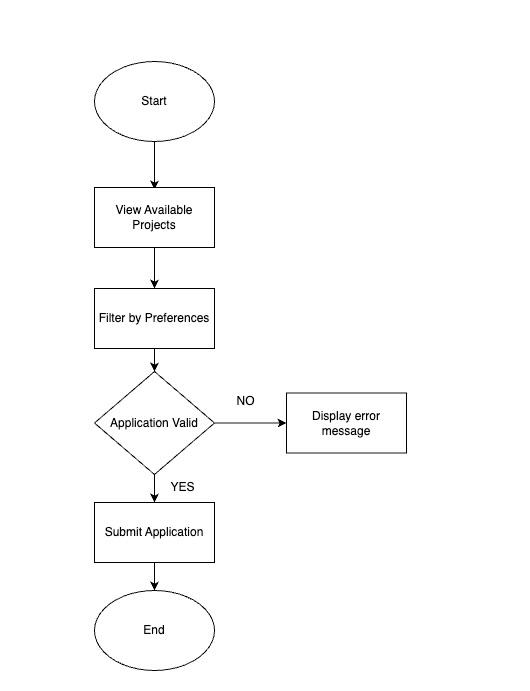 Start
View Available
Projects
Filter by Preferences
Application Valid
NO
Display error
message
YES
Submit Application
End